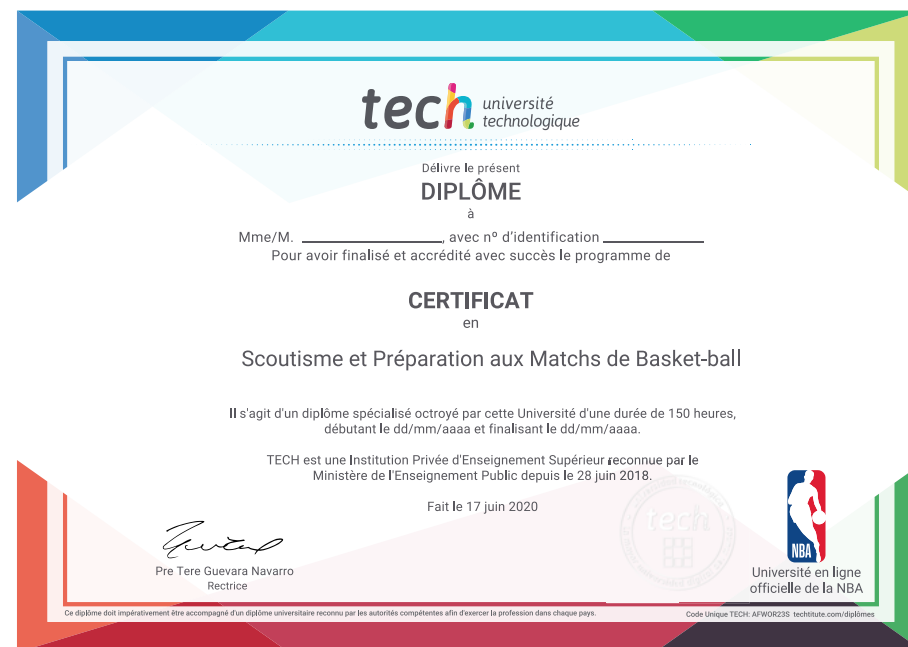 tech université
technologique
Délivre le présent
DIPLÔME
à
Mme/M. ____________________, avec nº d'identification ______________
Pour avoir finalisé et accrédité avec succès le programme de
CERTIFICAT
en
Scoutisme et Préparation aux Matchs de Basket-ball
Il s'agit d'un diplôme spécialisé octroyé par cette Université d'une durée de 150 heures,
débutant le dd/mm/aaaa et finalisant le dd/mm/aaaa.
TECH est une Institution Privée d'Enseignement Supérieur reconnue par le
Ministère de l'Enseignement Public depuis le 28 juin 2018.
Fait le 17 juin 2020
tech
Pre Tere Guevara Navarro
Rectrice
NBA
Université en ligne
officielle de la NBA
Ce diplôme doit impérativement être accompagné d'un diplôme universitaire reconnu par les autorités compétentes afin d'exercer la profession dans chaque pays.
Code Unique TECH: AFWOR23S techtitute.com/diplômes